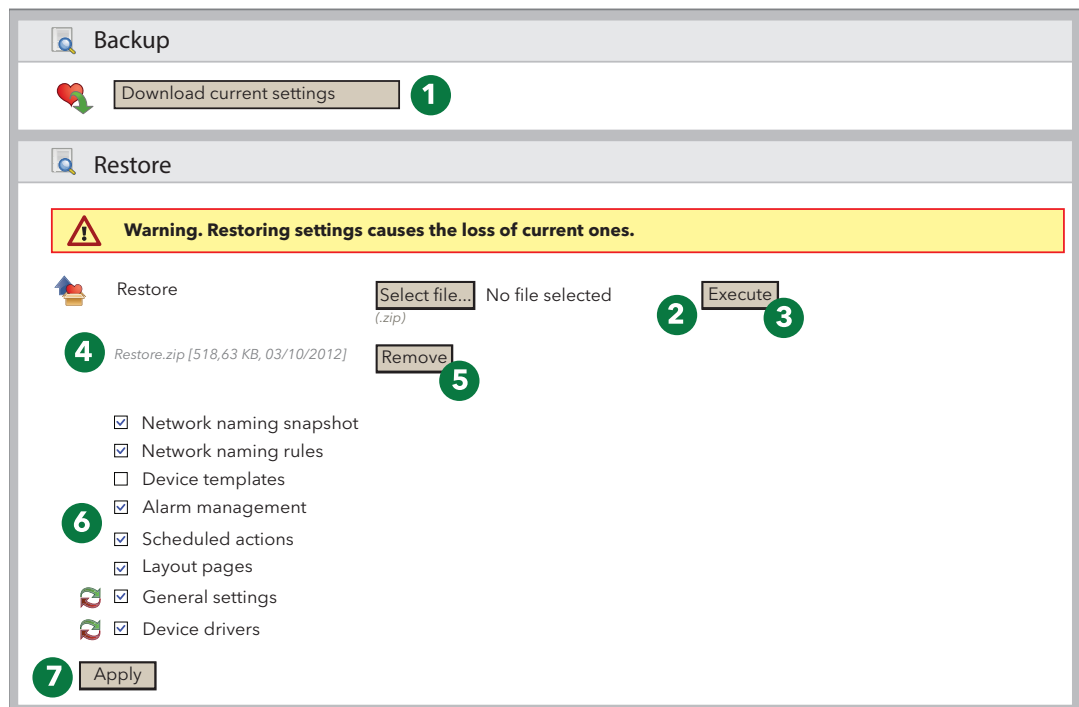 Backup
Download current settings 1
Restore
Warning. Restoring settings causes the loss of current ones.
Restore Select file... No file selected 2 Execute 3
(.zip)
4 Restore.zip [518,63 KB, 03/10/2012] Remove 5
Network naming snapshot
Network naming rules
Device templates
6 Alarm management
Scheduled actions
Layout pages
General settings
Device drivers
7 Apply